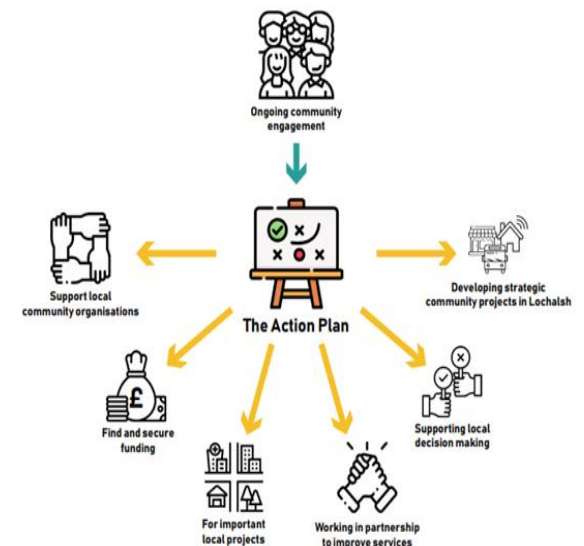 Ongoing community
engagement
Support local
community organisations
The Action Plan
Developing strategic
community projects in Lochalsh
Find and secure
funding
Supporting local
decision making
For important
local projects
Working in partnership
to improve services